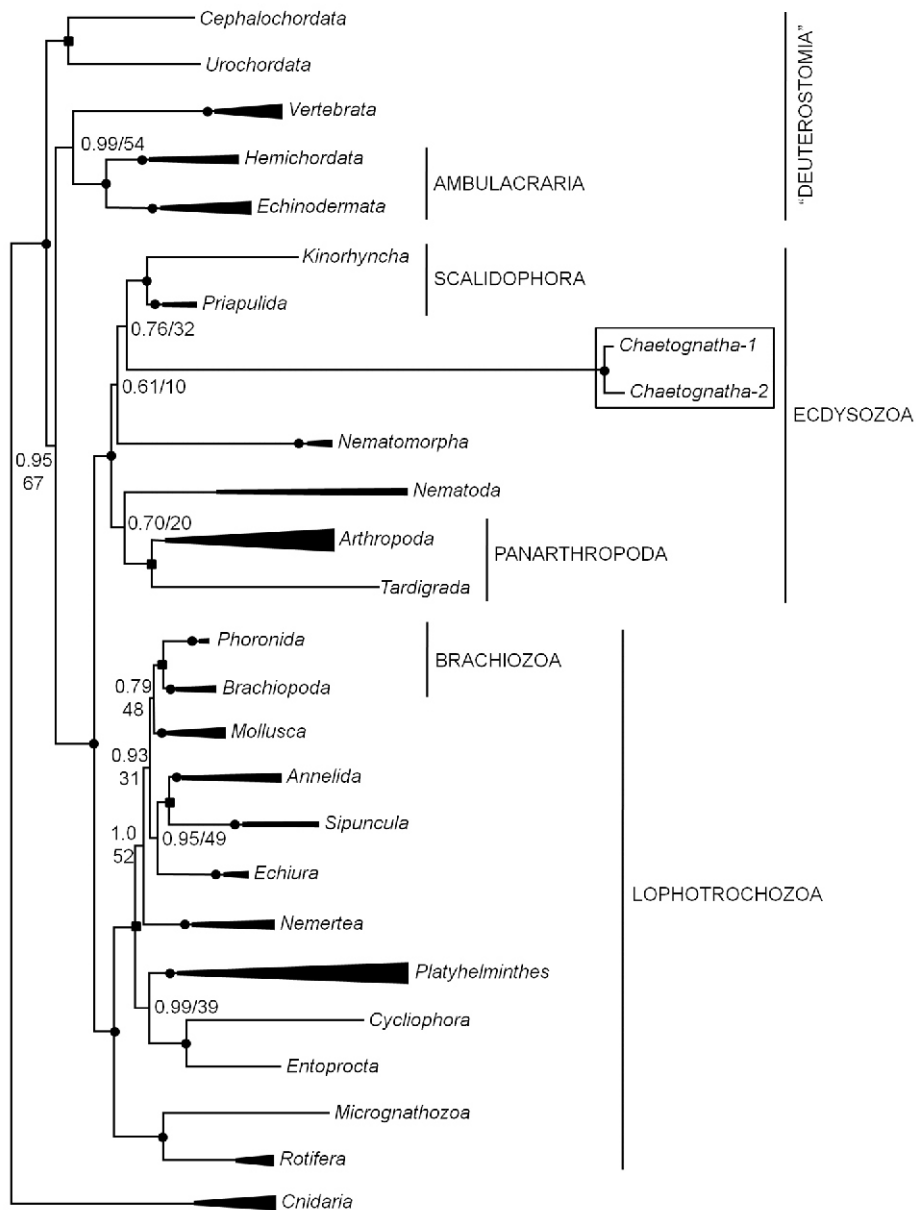 Cephalochordata
Urochordata
Vertebrata
0.99/54
Hemichordata
AMBULACRARIA
Echinodermata
"DEUTEROSTOMIA"
Kinorhyncha
SCALIDOPHORA
Priapulida
0.76/32
Chaetognatha-1
0.61/10
Chaetognatha-2
ECDYSOZOA
Nematomorpha
0.95
67
Nematoda
0.70/20
Arthropoda
PANARTHROPODA
Tardigrada
Phoronida
BRACHIOZOA
0.79
48
Brachiopoda
Mollusca
0.93
31
Annelida
Sipuncula
1.0
52
0.95/49
Echiura
LOPHOTROCHOZOA
Nemertea
Platyhelminthes
0.99/39
Cycliophora
Entoprocta
Micrognathozoa
Rotifera
Cnidaria